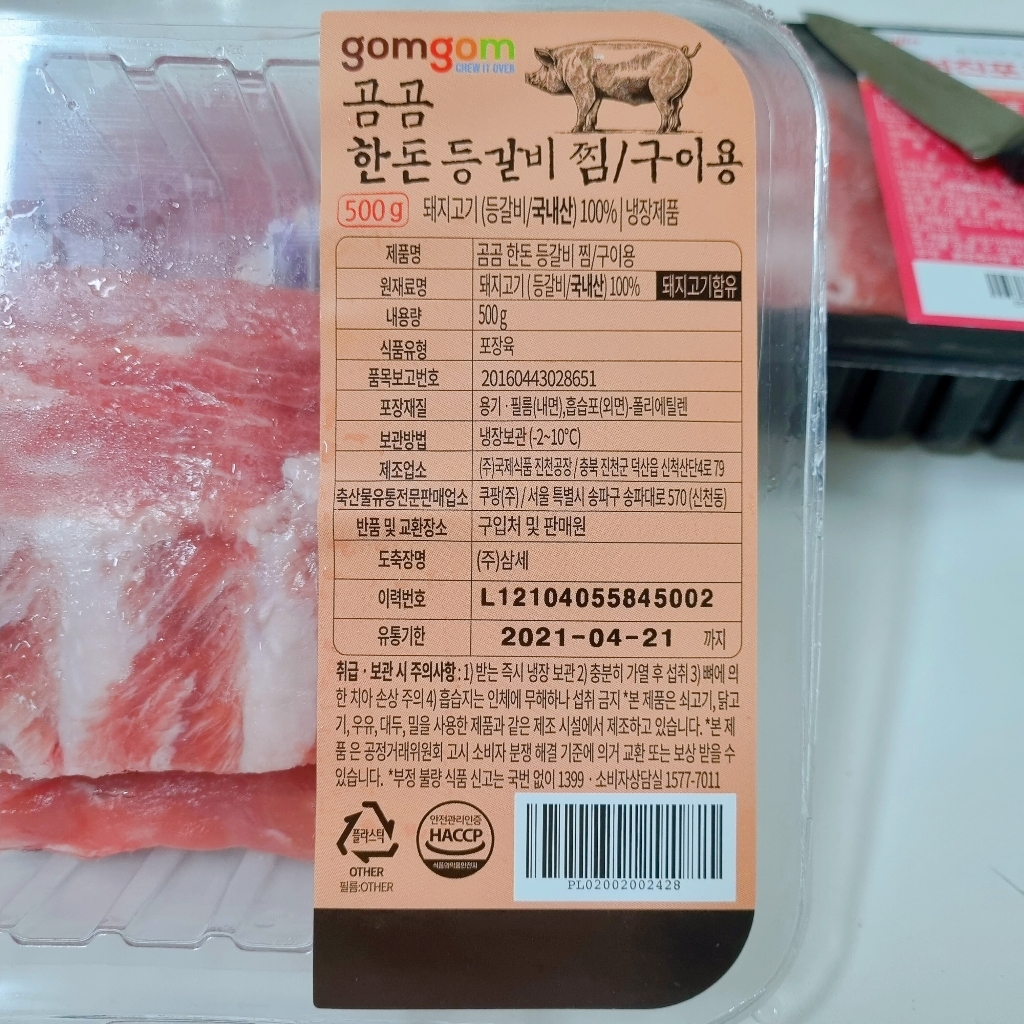 gomgom
CHEW IT OVER
곰곰
한돈 등갈비 찜/구이용
500g 돼지고기(등갈비/국내산) 100% | 냉장제품
제품명 곰곰 한돈 등갈비 찜/구이용
원재료명 돼지고기(등갈비/국내산) 100% 돼지고기함유
내용량 500g
식품유형 포장육
품목보고번호 20160443028651
포장재질 용기·필름(내면),흡습포(외면)-폴리에틸렌
보관방법 냉장보관(-2~10℃)
제조업소 (주)국제식품 진천공장 / 충북 진천군 덕산읍 신척산단4로 79
축산물유통전문판매업소 쿠팡(주) / 서울 특별시 송파구 송파대로 570 (신천동)
반품 및 교환장소 구입처 및 판매원
도축장명 (주)삼세
이력번호 L12104055845002
유통기한 2021-04-21 까지
취급·보관 시 주의사항: 1) 받는 즉시 냉장 보관 2) 충분히 가열 후 섭취 3) 뼈에 의
한 치아 손상 주의 4) 흡습지는 인체에 무해하나 섭취 금지 *본 제품은 쇠고기, 닭고
기, 우유, 대두, 밀을 사용한 제품과 같은 제조 시설에서 제조하고 있습니다. *본 제
품 은 공정거래위원회 고시 소비자 분쟁 해결 기준에 의거 교환 또는 보상 받을 수
있습니다. *부정 불량 식품 신고는 국번 없이 1399 · 소비자상담실 1577-7011
플라스틱
OTHER
필름:OTHER
안전관리인증
HACCP
식품의약품안전처
PL02002002428